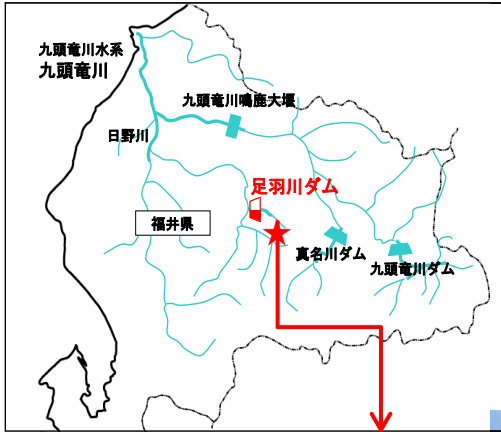 九頭竜川水系
九頭竜川
九頭竜川鳴鹿大堰
日野川
足羽川ダム
福井県
真名川ダム
九頭竜川ダム